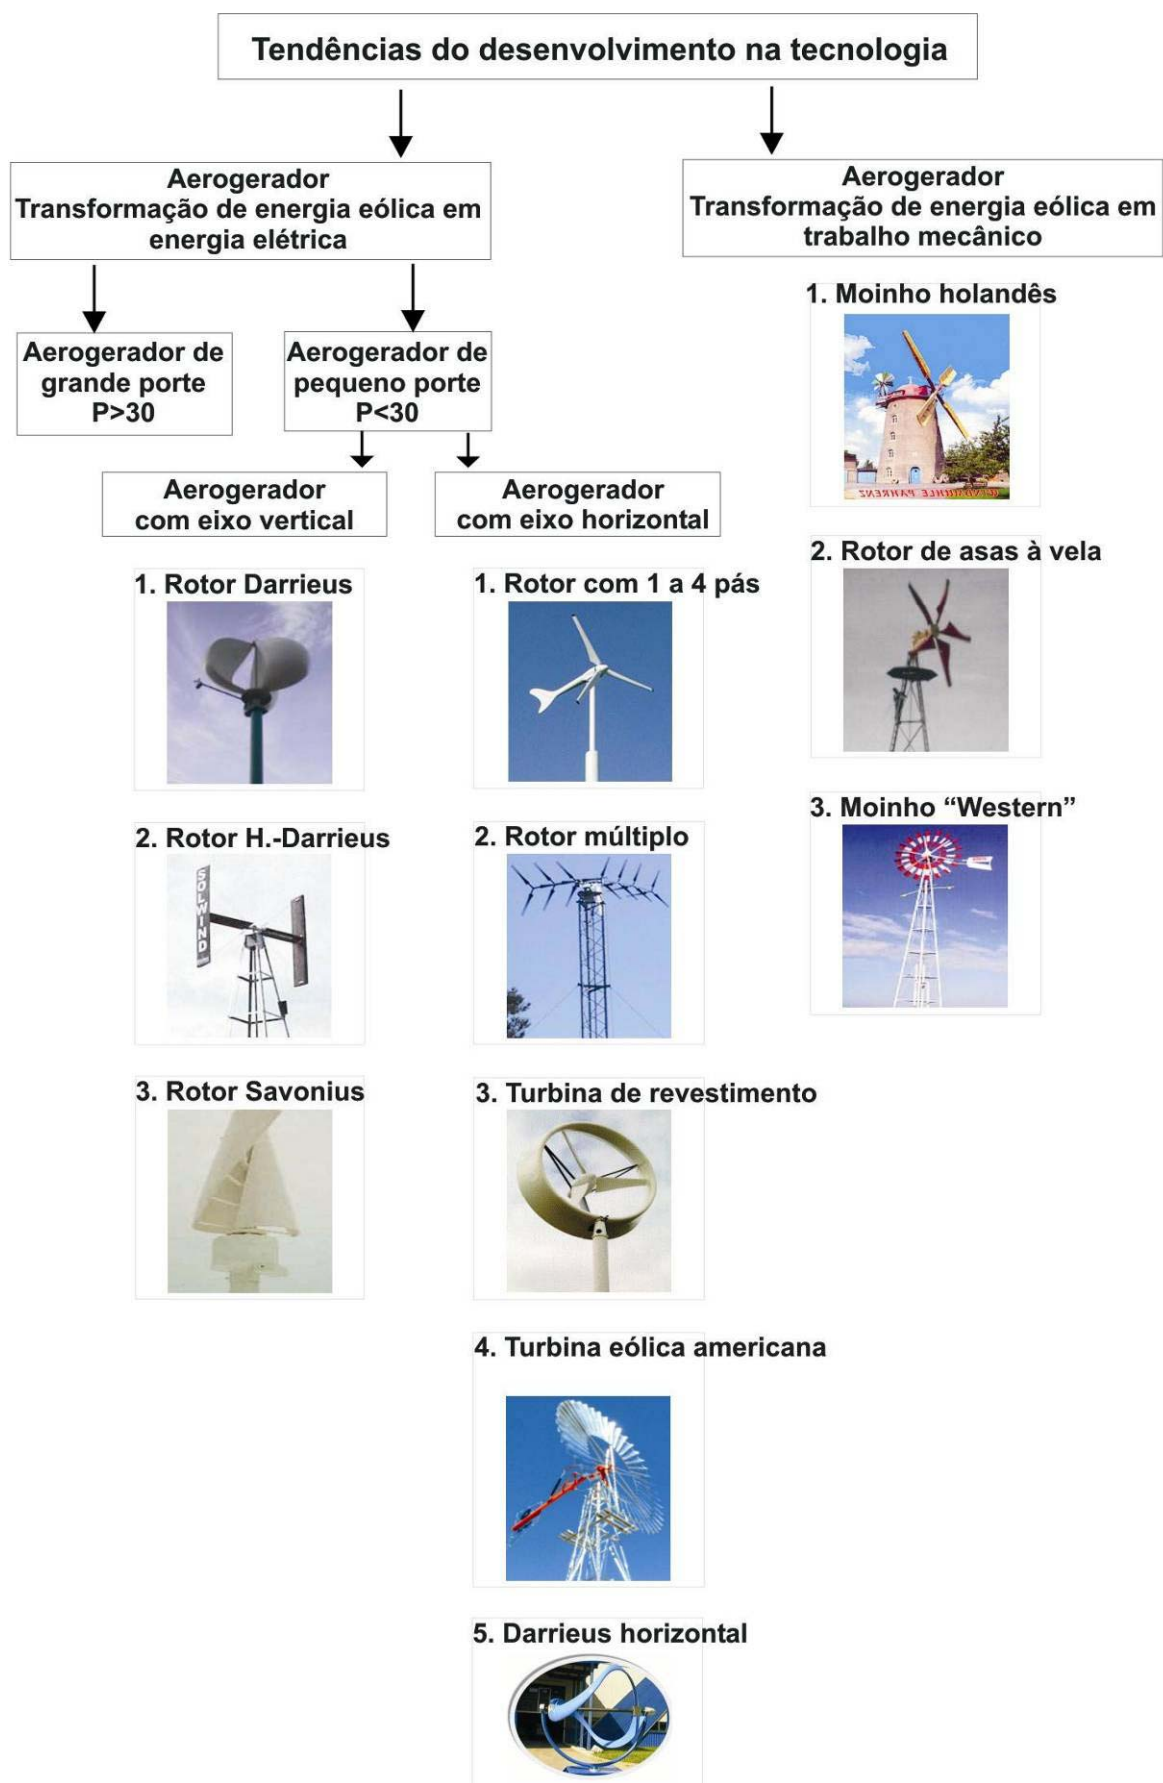 Tendências do desenvolvimento na tecnologia
Aerogerador
Transformação de energia eólica em
energia elétrica
Aerogerador
Transformação de energia eólica em
trabalho mecânico
Aerogerador de
grande porte
P>30
Aerogerador de
pequeno porte
P<30
Aerogerador
com eixo vertical
Aerogerador
com eixo horizontal
1. Rotor Darrieus
2. Rotor H.-Darrieus
SOLWIND
3. Rotor Savonius
1. Rotor com 1 a 4 pás
2. Rotor múltiplo
3. Turbina de revestimento
4. Turbina eólica americana
5. Darrieus horizontal
1. Moinho holandês
2. Rotor de asas à vela
3. Moinho “Western”